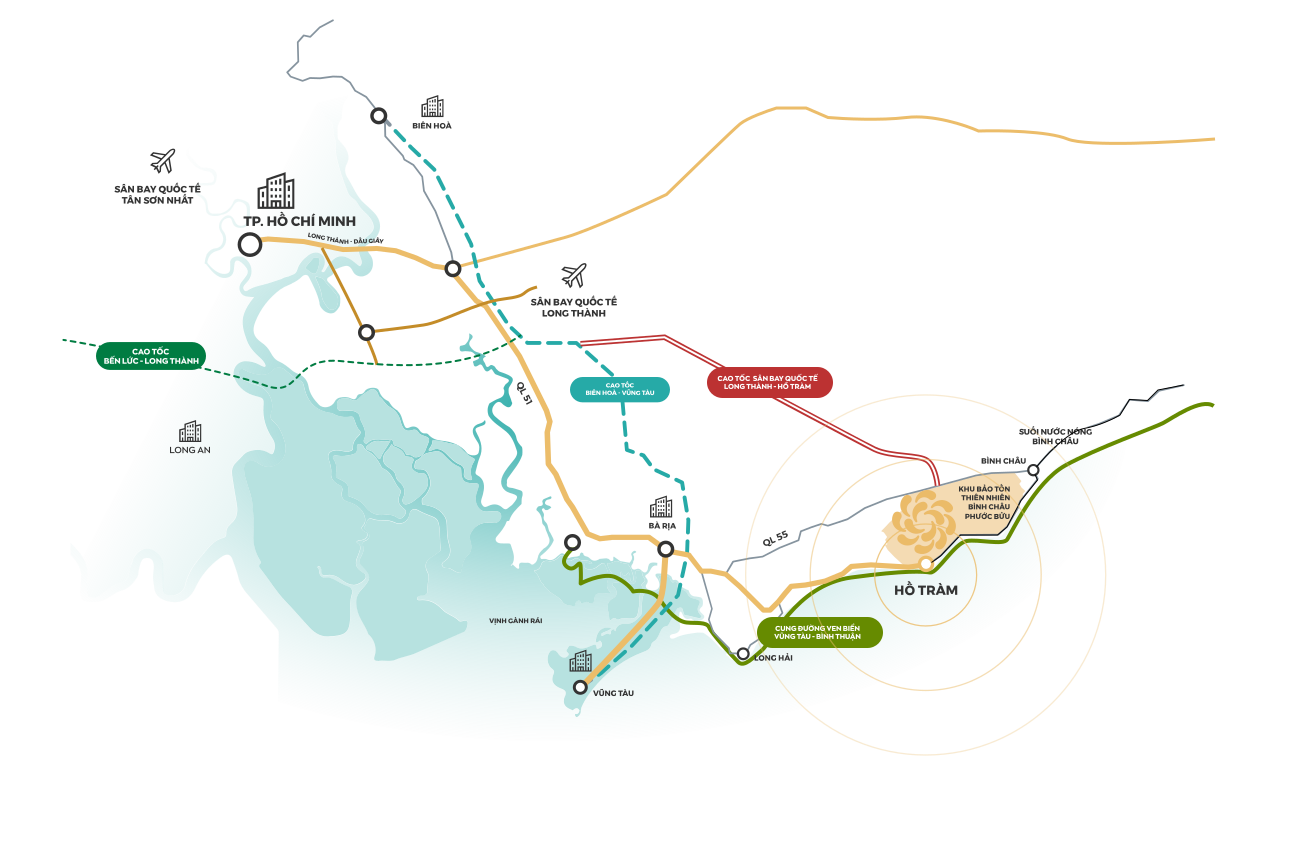 BIÊN HOÀ
SÂN BAY QUỐC TẾ
TÂN SƠN NHẤT
TP. HỒ CHÍ MINH
LONG THÀNH - DẦU GIÂY
SÂN BAY QUỐC TẾ
LONG THÀNH
CAO TỐC
BẾN LỨC - LONG THÀNH
QL 51
CAO TỐC
BIÊN HOÀ - VŨNG TÀU
CAO TỐC SÂN BAY QUỐC TẾ
LONG THÀNH - HỒ TRÀM
LONG AN
SUỐI NƯỚC NÓNG
BÌNH CHÂU
BÌNH CHÂU
KHU BẢO TỒN
THIÊN NHIÊN
BÌNH CHÂU
PHƯỚC BỬU
BÀ RỊA
QL 55
HỒ TRÀM
VỊNH GÀNH RÁI
CUNG ĐƯỜNG VEN BIỂN
VŨNG TÀU - BÌNH THUẬN
LONG HẢI
VŨNG TÀU